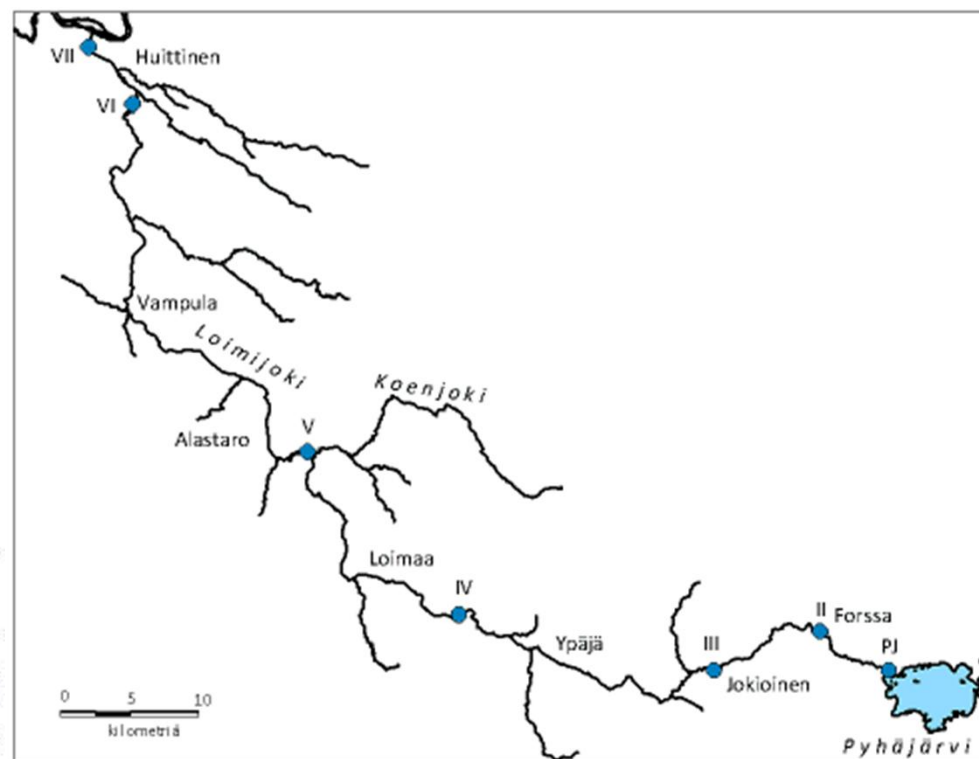 VII
Huittinen
VI
Vampula
Loimijoki
Koenjoki
Alastaro
V
Loimaa
IV
Ypäjä
III
Jokioinen
II
Forssa
PJ
Pyhäjärvi
0 5 10
kilometriä